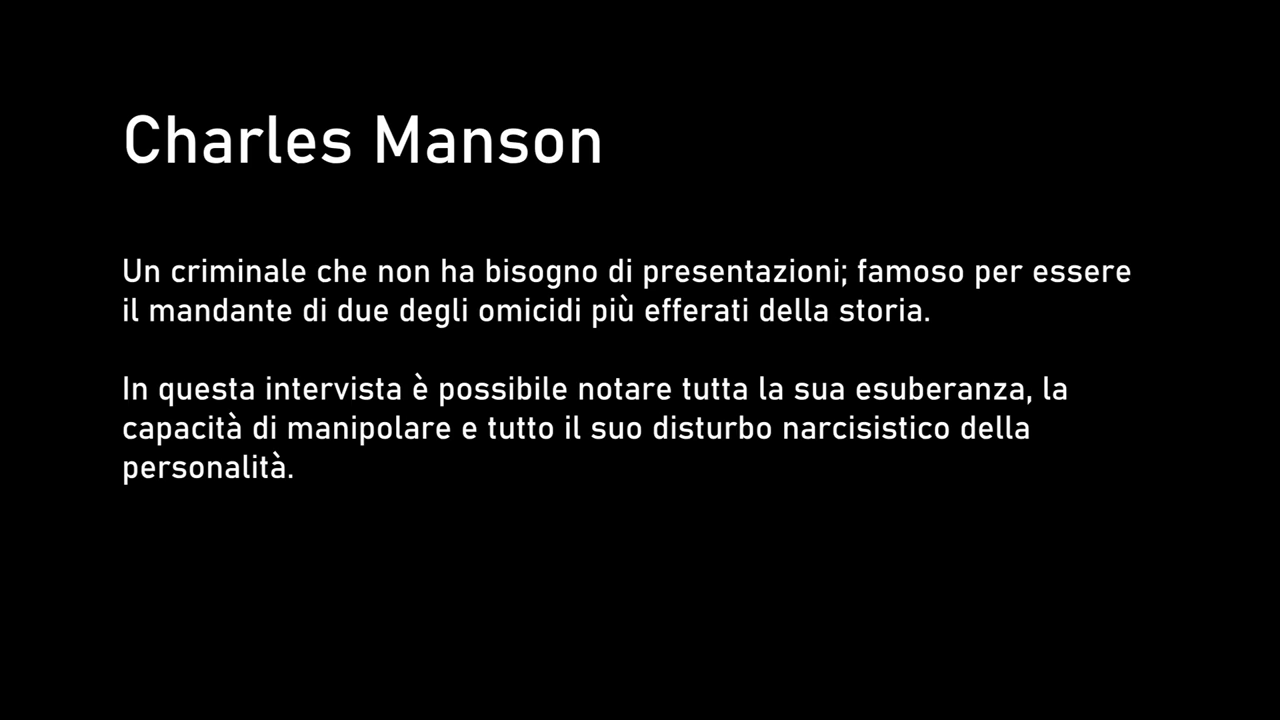 Charles Manson
Un criminale che non ha bisogno di presentazioni; famoso per essere
il mandante di due degli omicidi più efferati della storia.
In questa intervista è possibile notare tutta la sua esuberanza, la
capacità di manipolare e tutto il suo disturbo narcisistico della
personalità.